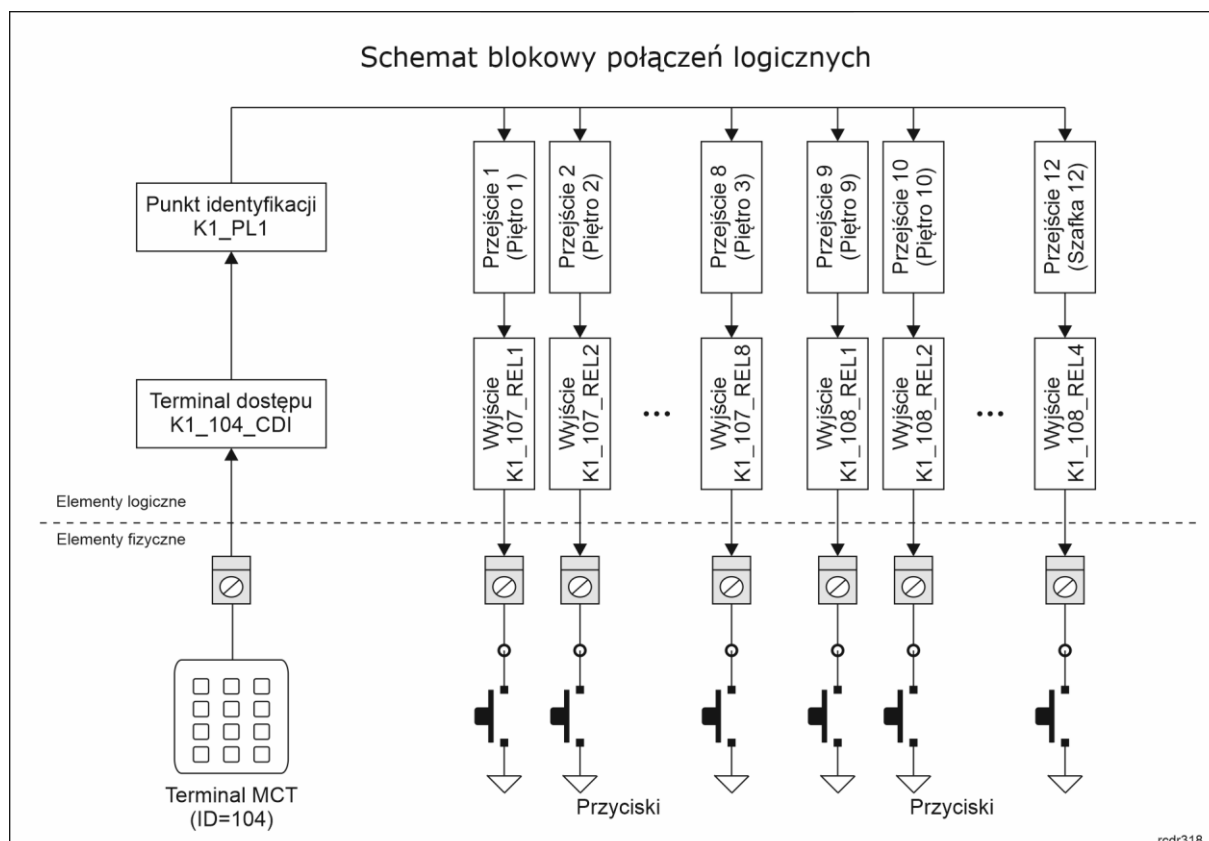 Schemat blokowy połączeń logicznych
Punkt identyfikacji
K1_PL1
Terminal dostępu
K1_104_CDI
Przejście 1
(Piętro 1)
Przejście 2
(Piętro 2)
Przejście 8
(Piętro 3)
Przejście 9
(Piętro 9)
Przejście 10
(Piętro 10)
Przejście 12
(Szafka 12)
Wyjście
K1_107_REL1
Wyjście
K1_107_REL2
...
Wyjście
K1_107_REL8
Wyjście
K1_108_REL1
Wyjście
K1_108_REL2
...
Wyjście
K1_108_REL4
Elementy logiczne
Elementy fizyczne
Terminal MCT
(ID=104)
Przyciski
Przyciski
rcdr318